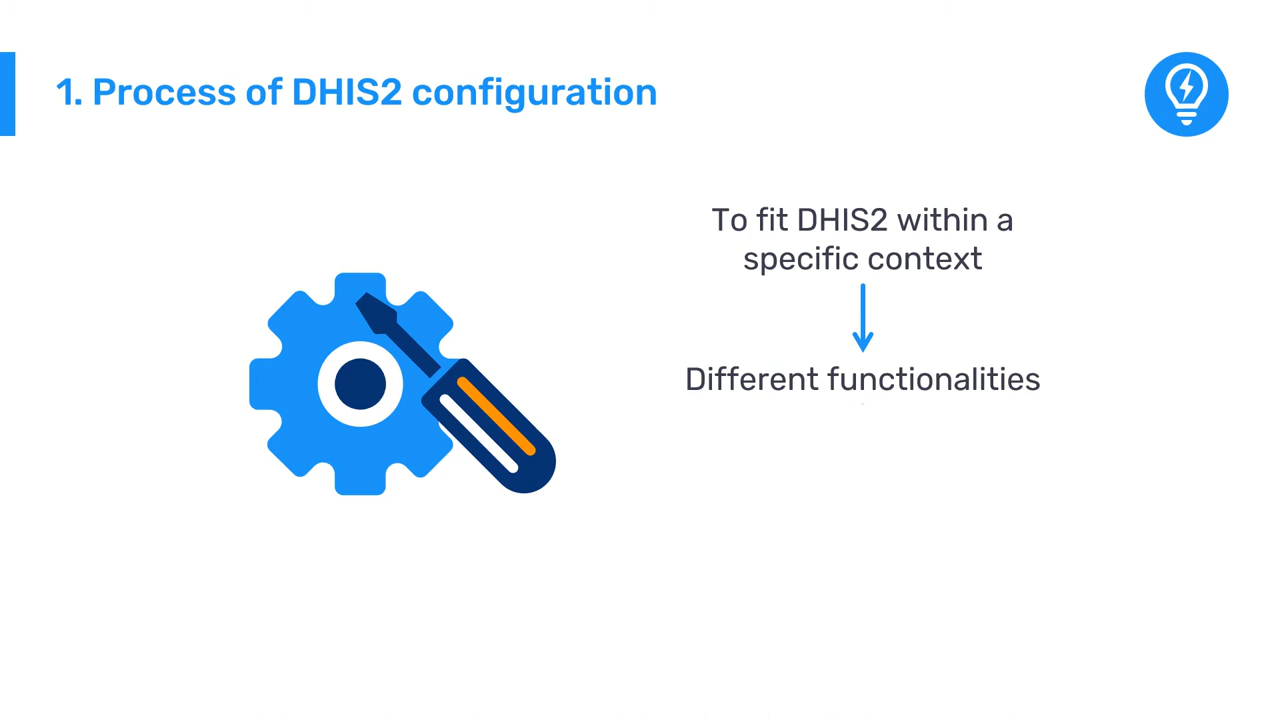 1. Process of DHIS2 configuration
To fit DHIS2 within a
specific context
Different functionalities